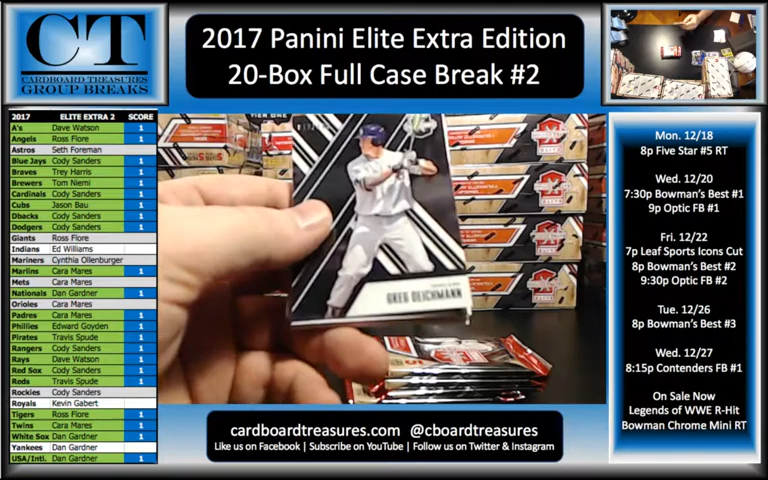 CT
CARDBOARD TREASURES
GROUP BREAKS
2017 Panini Elite Extra Edition
20-Box Full Case Break #2
2017 ELITE EXTRA 2 SCORE
A's Dave Watson 1
Angels Ross Flore 1
Astros Seth Foreman
Blue Jays Cody Sanders 1
Braves Trey Harris 1
Brewers Tom Niemi 1
Cardinals Cody Sanders 1
Cubs Jason Bau 1
Dbacks Cody Sanders 1
Dodgers Cody Sanders 1
Giants Ross Flore
Indians Ed Williams
Mariners Cynthia Ollenburger
Marlins Cara Mares 1
Mets Cara Mares
Nationals Dan Gardner 1
Orioles Cara Mares
Padres Cara Mares 1
Phillies Edward Goyden 1
Pirates Travis Spude 1
Rangers Cody Sanders 1
Rays Dave Watson 1
Red Sox Cody Sanders 1
Reds Travis Spude 1
Rockies Cody Sanders
Royals Kevin Gabert
Tigers Ross Flore 1
Twins Cara Mares 1
White Sox Dan Gardner 1
Yankees Dan Gardner
USA/Intl. Dan Gardner 1
TIER ONE
GREG DEICHMANN
Mon. 12/18
8p Five Star #5 RT
Wed. 12/20
7:30p Bowman's Best #1
9p Optic FB #1
Fri. 12/22
7p Leaf Sports Icons Cut
8p Bowman's Best #2
9:30p Optic FB #2
Tue. 12/26
8p Bowman's Best #3
Wed. 12/27
8:15p Contenders FB #1
On Sale Now
Legends of WWE R-Hit
Bowman Chrome Mini RT
cardboardtreasures.com @cboardtreasures
Like us on Facebook | Subscribe on YouTube | Follow us on Twitter & Instagram